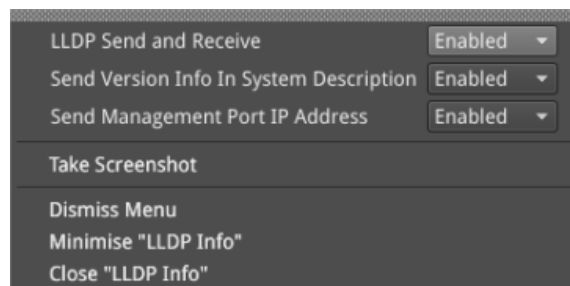 LLDP Send and Receive Enabled
Send Version Info In System Description Enabled
Send Management Port IP Address Enabled
Take Screenshot
Dismiss Menu
Minimise "LLDP Info"
Close "LLDP Info"